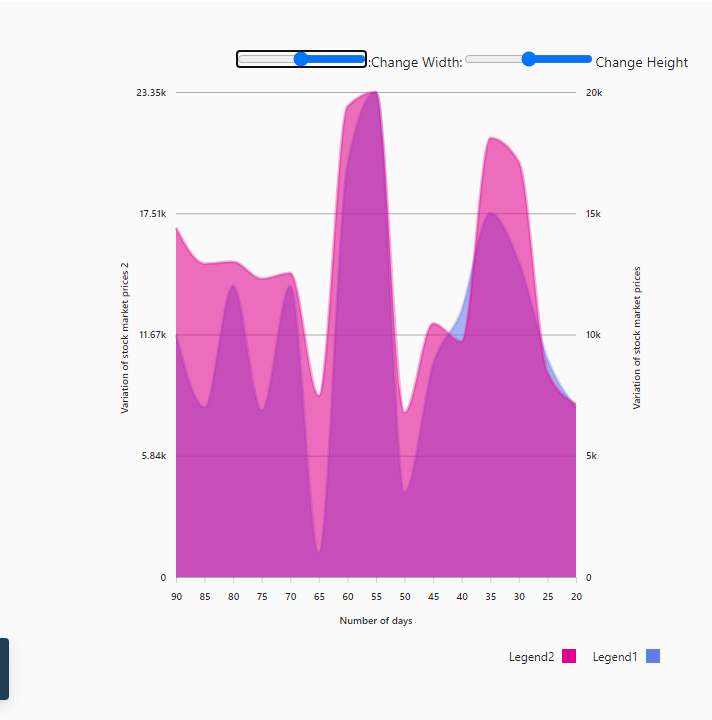 :Change Width:
Change Height
23.35k
17.51k
11.67k
5.84k
0
Variation of stock market prices 2
20k
15k
10k
5k
0
Variation of stock market prices
90 85 80 75 70 65 60 55 50 45 40 35 30 25 20
Number of days
Legend2 Legend1